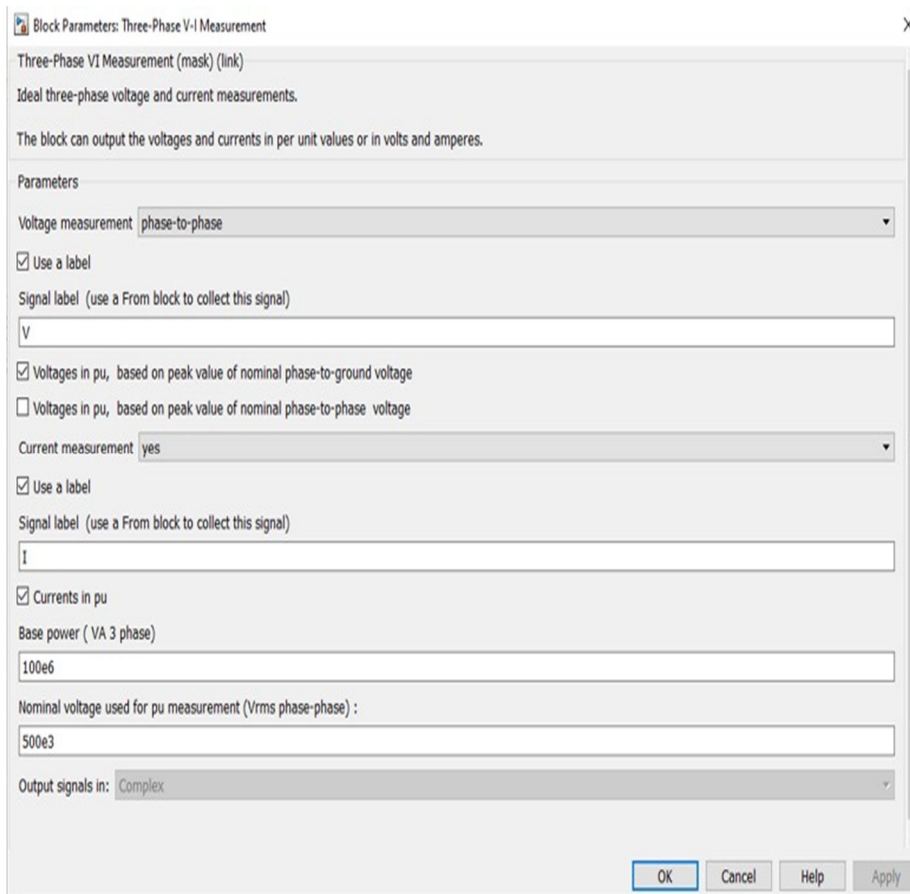 Block Parameters: Three-Phase V-I Measurement
Three-Phase VI Measurement (mask) (link)
Ideal three-phase voltage and current measurements.
The block can output the voltages and currents in per unit values or in volts and amperes.
Parameters
Voltage measurement phase-to-phase
Use a label
Signal label (use a From block to collect this signal)
V
Voltages in pu, based on peak value of nominal phase-to-ground voltage
Voltages in pu, based on peak value of nominal phase-to-phase voltage
Current measurement yes
Use a label
Signal label (use a From block to collect this signal)
I
Currents in pu
Base power ( VA 3 phase)
100e6
Nominal voltage used for pu measurement (Vrms phase-phase) :
500e3
Output signals in: Complex
OK Cancel Help Apply